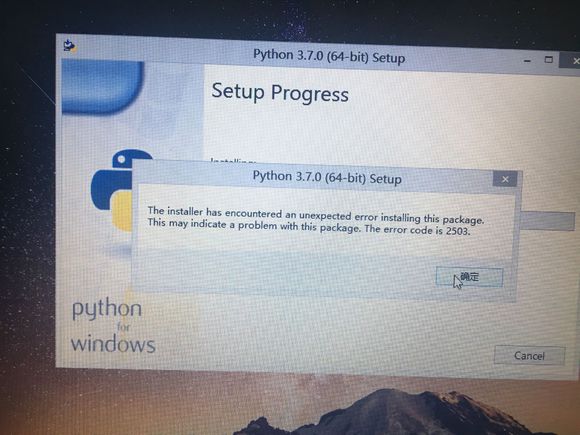 Python 3.7.0 (64-bit) Setup
Setup Progress
Python 3.7.0 (64-bit) Setup
The installer has encountered an unexpected error installing this package.
This may indicate a problem with this package. The error code is 2503.
确定
python
for
windows
Cancel